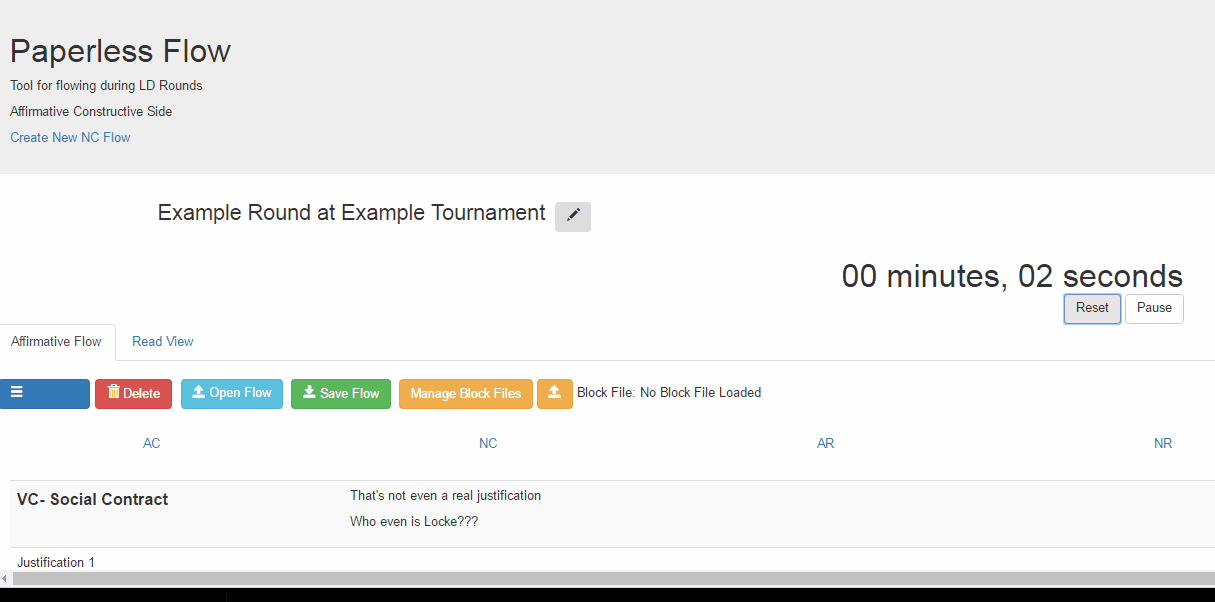 Paperless Flow
Tool for flowing during LD Rounds
Affirmative Constructive Side
Create New NC Flow
Example Round at Example Tournament
00 minutes, 02 seconds
Reset Pause
Affirmative Flow Read View
Delete Open Flow Save Flow Manage Block Files Block File: No Block File Loaded
AC NC AR NR
VC- Social Contract That's not even a real justification
Who even is Locke???
Justification 1